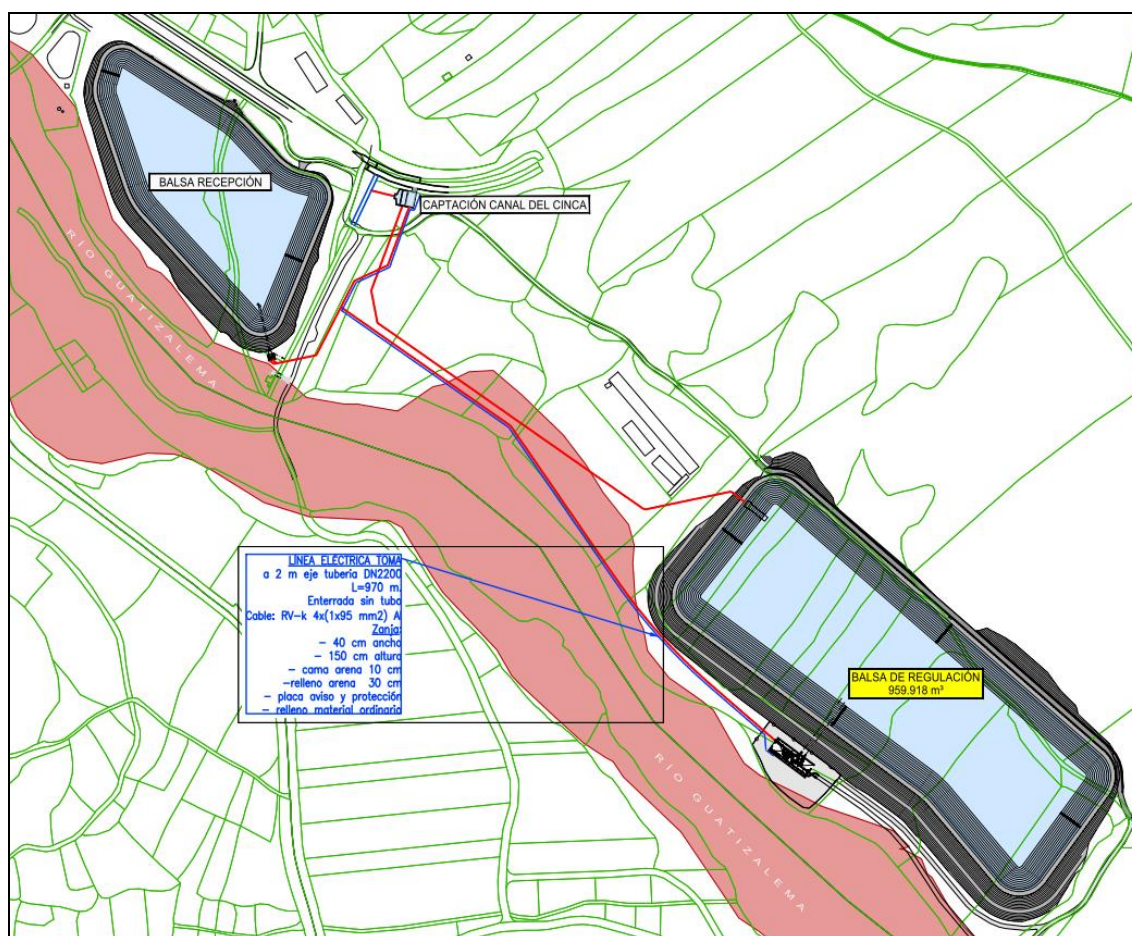 BALSA RECEPCIÓN
CAPTACIÓN CANAL DEL CINCA
RÍO GUATIZALEMA
LÍNEA ELÉCTRICA TOMA
a 2 m eje tuberia DN2200
L=970 m.
Enterrada sin tubo
Cable: RV-k 4x(1x95 mm2) A
Zanja:
- 40 cm ancho
- 150 cm altura
- cama arena 10 cm
-relleno arena 30 cm
- placa aviso y protección
- relleno material ordinario
BALSA DE REGULACIÓN
959.918 m³
RÍO GUATIZALEMA